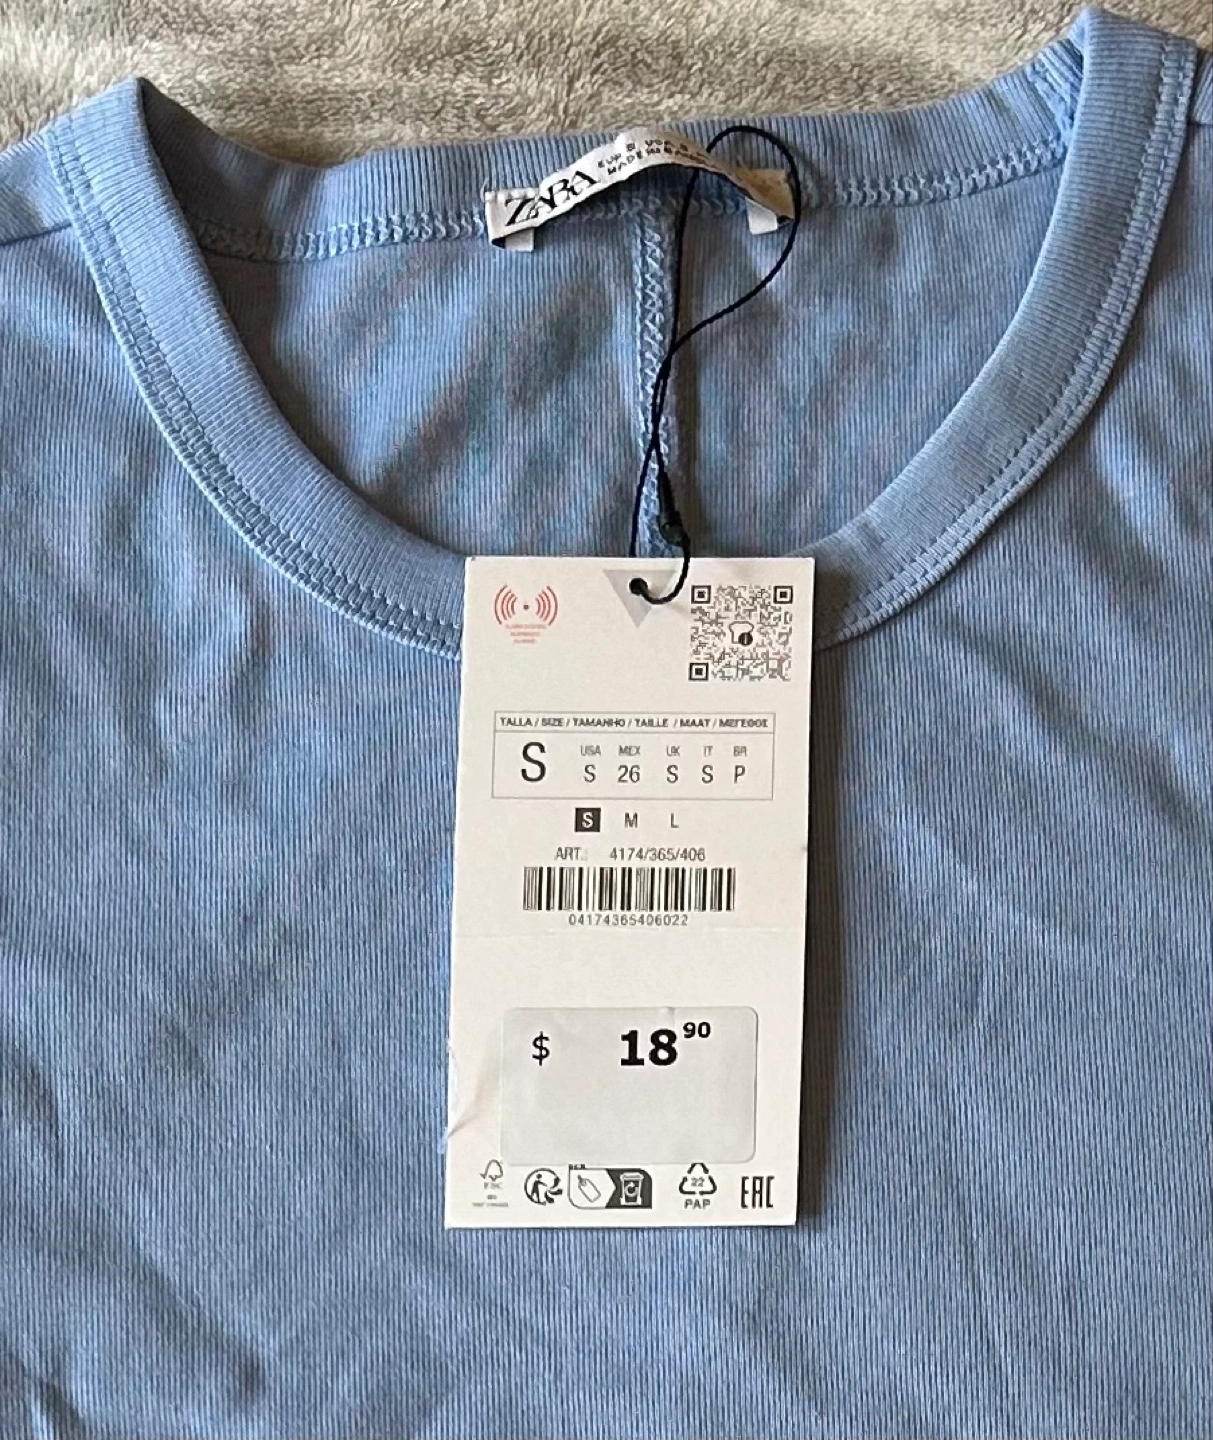 ZARA
TALLA / SIZE / TAMANHO / TAILLE / MAAT / ΜΕΓΕΘΟΣ
S
USA MEX UK IT BR
S 26 S S P
S M L
ART.: 4174/365/406
04174365406022
$ 18 90
FSC
22
PAP
EAC